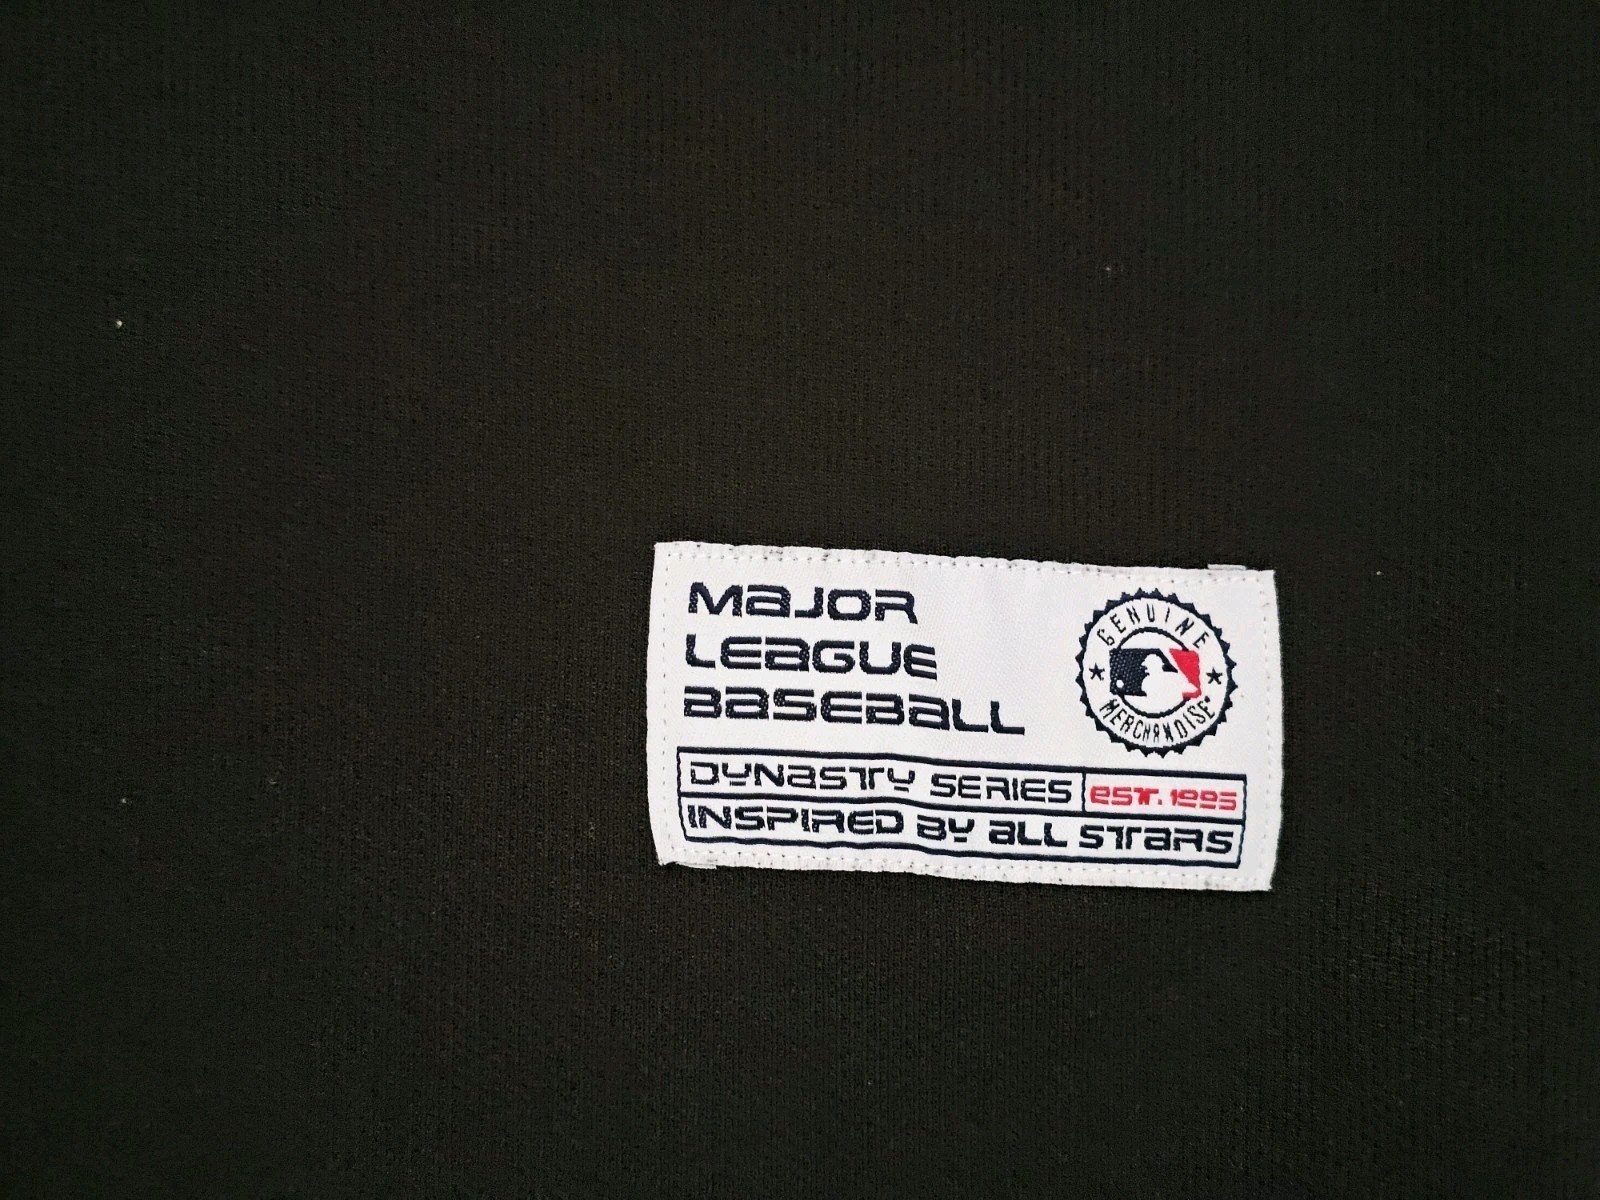 MAJOR
LEAGUE
BASEBALL
GENUINE
MERCHANDISE
DYNASTY SERIES EST. 1995
INSPIRED BY ALL STARS